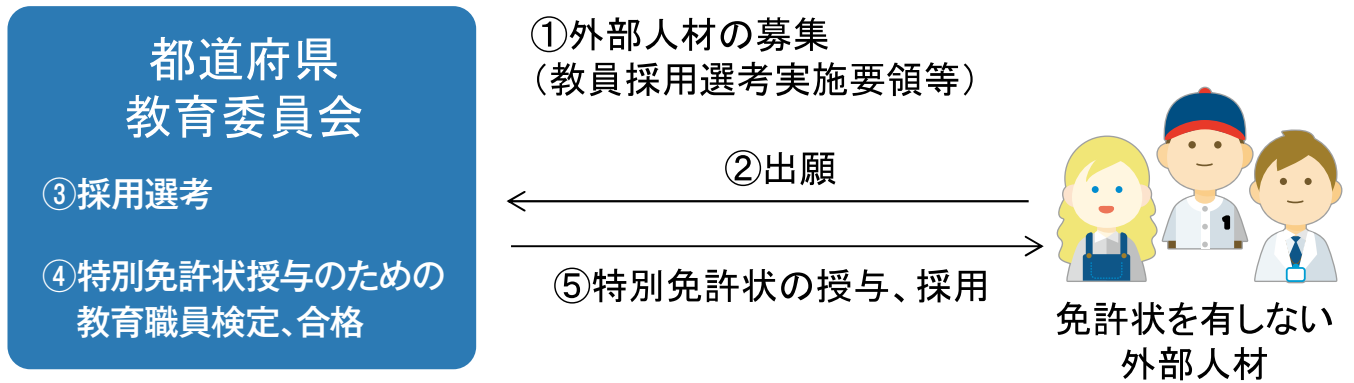 都道府県
教育委員会
③採用選考
④特別免許状授与のための
教育職員検定、合格
①外部人材の募集
（教員採用選考実施要領等）
②出願
⑤特別免許状の授与、採用
免許状を有しない
外部人材